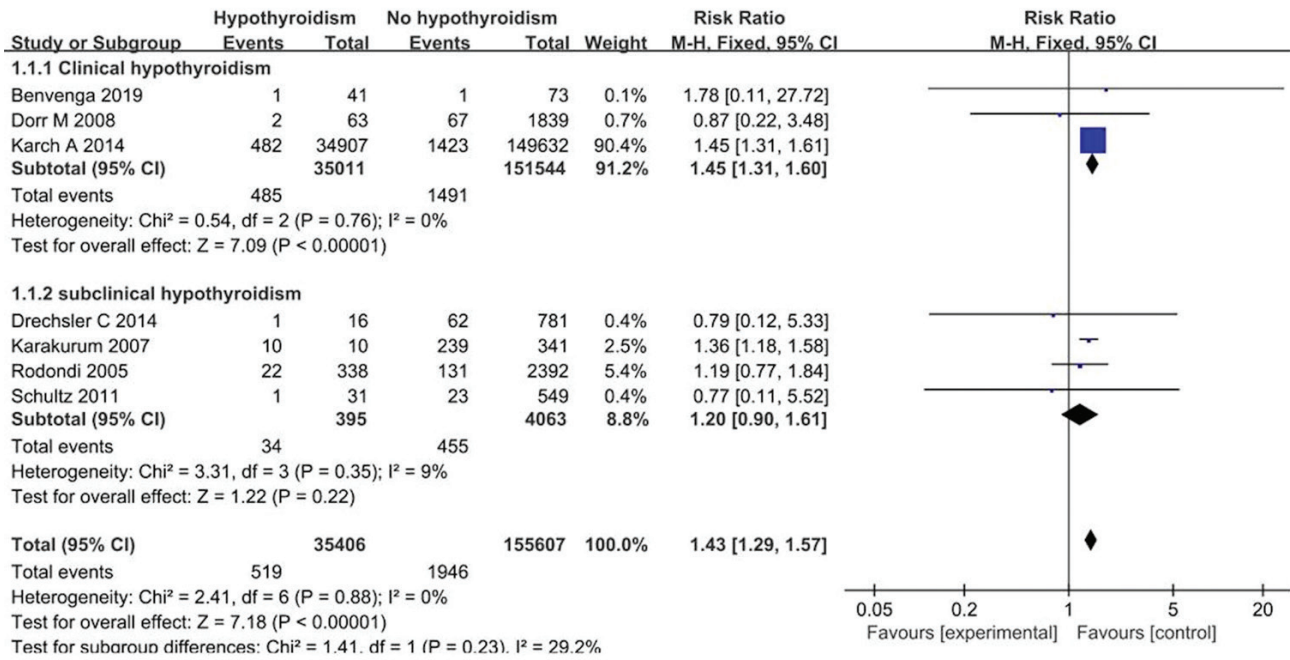 Hypothyroidism No hypothyroidism Risk Ratio Risk Ratio
Study or Subgroup Events Total Events Total Weight M-H, Fixed, 95% CI M-H, Fixed, 95% CI
1.1.1 Clinical hypothyroidism
Benvenga 2019 1 41 1 73 0.1% 1.78 [0.11, 27.72]
Dorr M 2008 2 63 67 1839 0.7% 0.87 [0.22, 3.48]
Karch A 2014 482 34907 1423 149632 90.4% 1.45 [1.31, 1.61]
Subtotal (95% CI) 35011 151544 91.2% 1.45 [1.31, 1.60]
Total events 485 1491
Heterogeneity: Chi² = 0.54, df = 2 (P = 0.76); I² = 0%
Test for overall effect: Z = 7.09 (P < 0.00001)
1.1.2 subclinical hypothyroidism
Drechsler C 2014 1 16 62 781 0.4% 0.79 [0.12, 5.33]
Karakurum 2007 10 10 239 341 2.5% 1.36 [1.18, 1.58]
Rodondi 2005 22 338 131 2392 5.4% 1.19 [0.77, 1.84]
Schultz 2011 1 31 23 549 0.4% 0.77 [0.11, 5.52]
Subtotal (95% CI) 395 4063 8.8% 1.20 [0.90, 1.61]
Total events 34 455
Heterogeneity: Chi² = 3.31, df = 3 (P = 0.35); I² = 9%
Test for overall effect: Z = 1.22 (P = 0.22)
Total (95% CI) 35406 155607 100.0% 1.43 [1.29, 1.57]
Total events 519 1946
Heterogeneity: Chi² = 2.41, df = 6 (P = 0.88); I² = 0%
Test for overall effect: Z = 7.18 (P < 0.00001)
Test for subgroup differences: Chi² = 1.41, df = 1 (P = 0.23), I² = 29.2%
0.05 0.2 1 5 20
Favours [experimental] Favours [control]